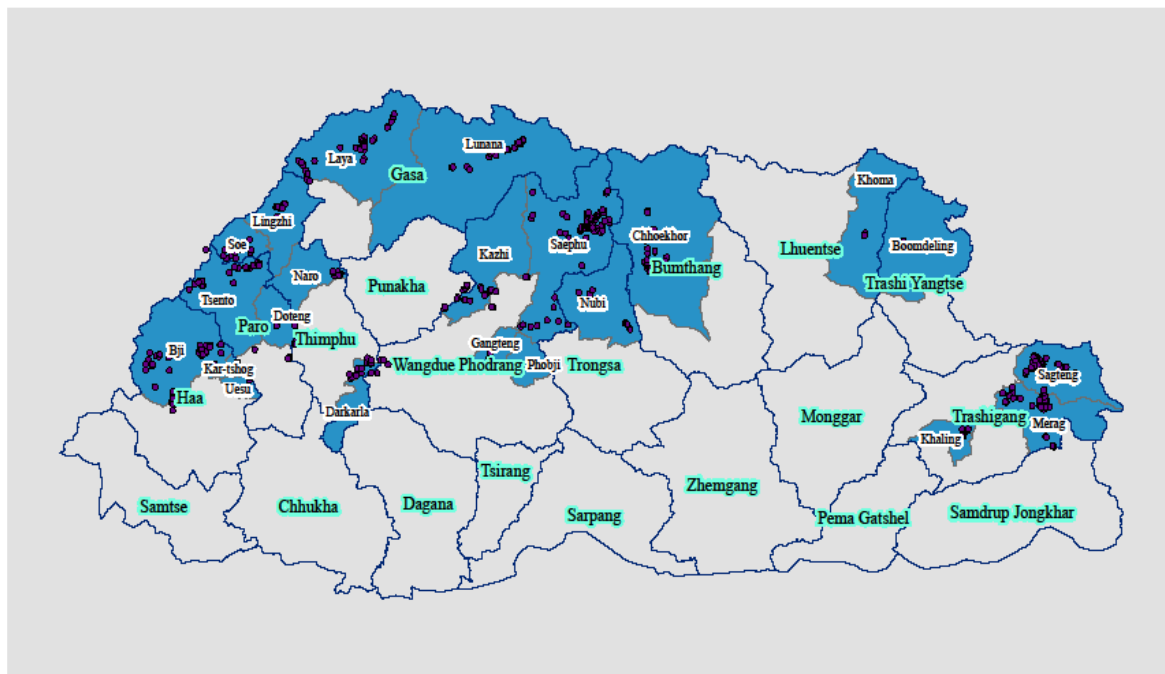 Laya
Lunana
Gasa
Khoma
Lingzhi
Soe
Kazhi
Saephu
Chhoekhor
Boomdeling
Lhuentse
Naro
Bumthang
Punakha
Trashi Yangtse
Tsento
Nubi
Doteng
Paro
Thimphu
Gangteng
Bji
Wangdue Phodrang
Phobji
Trongsa
Kar-tshog
Sagteng
Uesu
Haa
Darkarla
Monggar
Trashigang
Merag
Khaling
Tsirang
Zhemgang
Samtse
Chhukha
Dagana
Sarpang
Pema Gatshel
Samdrup Jongkhar